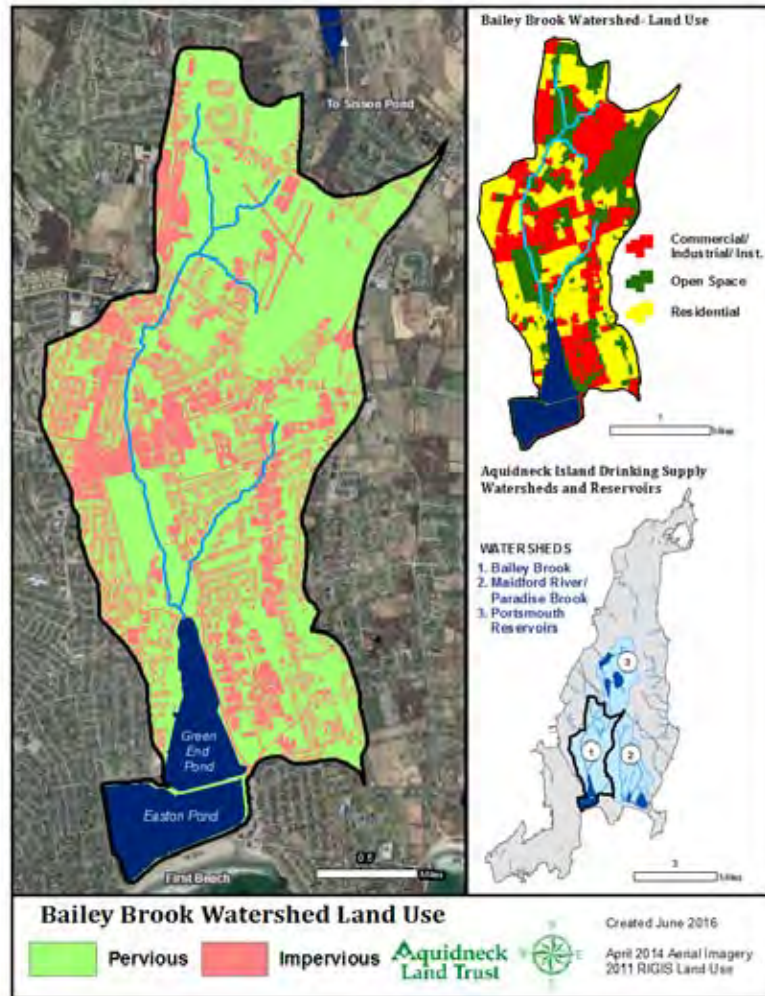 To Sisson Pond
Green
End
Pond
Easton Pond
First Beach
0.5
Miles
Bailey Brook Watershed- Land Use
Commercial/
Industrial/ Inst.
Open Space
Residential
1
Miles
Aquidneck Island Drinking Supply
Watersheds and Reservoirs
WATERSHEDS
1. Bailey Brook
2. Maidford River/
Paradise Brook
3. Portsmouth
Reservoirs
3
1
2
3
Miles
Bailey Brook Watershed Land Use
Pervious
Impervious
Aquidneck
Land Trust
N
W
E
S
Created June 2016
April 2014 Aerial Imagery
2011 RIGIS Land Use